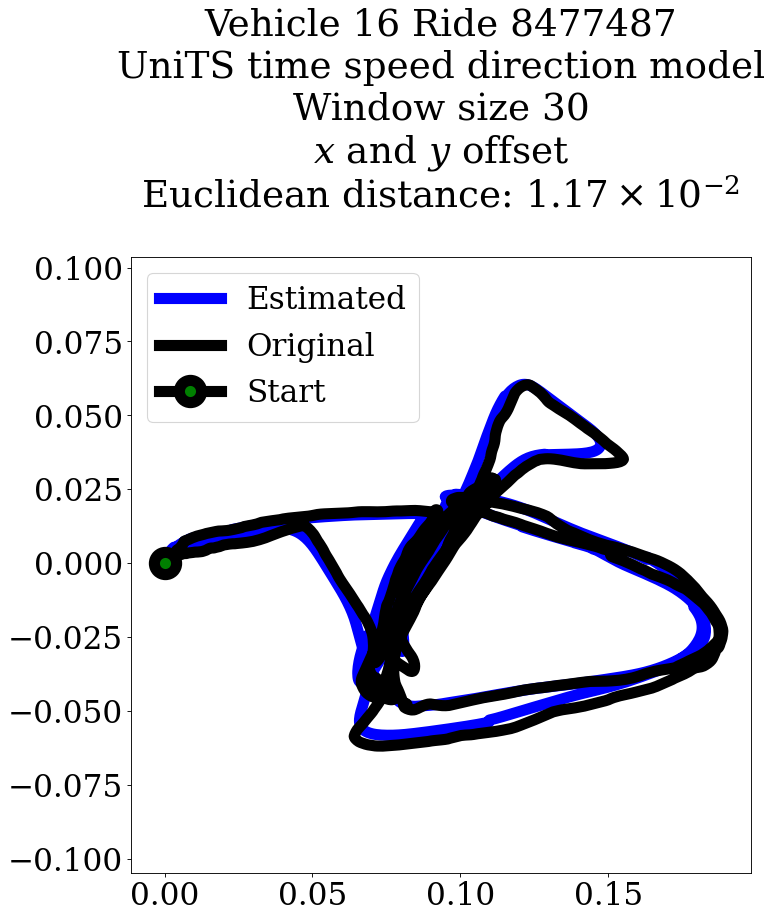 Vehicle 16 Ride 8477487
UniTS time speed direction model
Window size 30
x and y offset
Euclidean distance: 1.17 × 10⁻²
0.100
0.075
0.050
0.025
0.000
−0.025
−0.050
−0.075
−0.100
Estimated
Original
Start
0.00 0.05 0.10 0.15